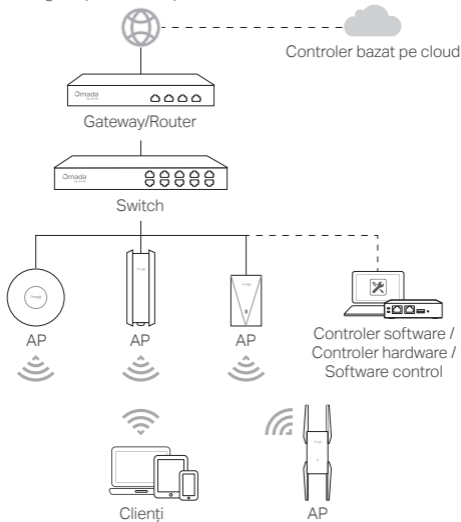 Controler bazat pe cloud
Omada
Gateway/Router
Omada
Switch
AP
AP
AP
Controler software /
Controler hardware /
Software control
Clienți
AP